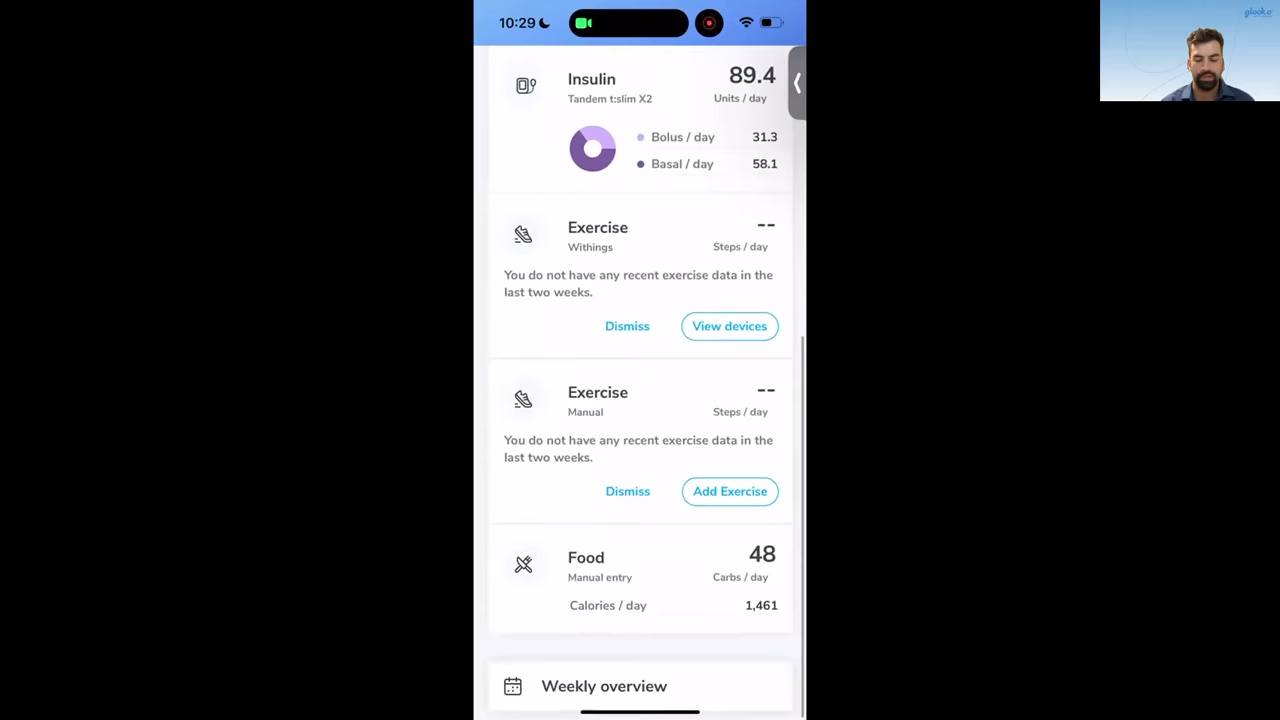 10:29
glooko
Insulin
89.4
Tandem t:slim X2
Units / day
Bolus / day
31.3
Basal / day
58.1
Exercise
--
Withings
Steps / day
You do not have any recent exercise data in the
last two weeks.
Dismiss
View devices
Exercise
--
Manual
Steps / day
You do not have any recent exercise data in the
last two weeks.
Dismiss
Add Exercise
Food
48
Manual entry
Carbs / day
Calories / day
1,461
Weekly overview